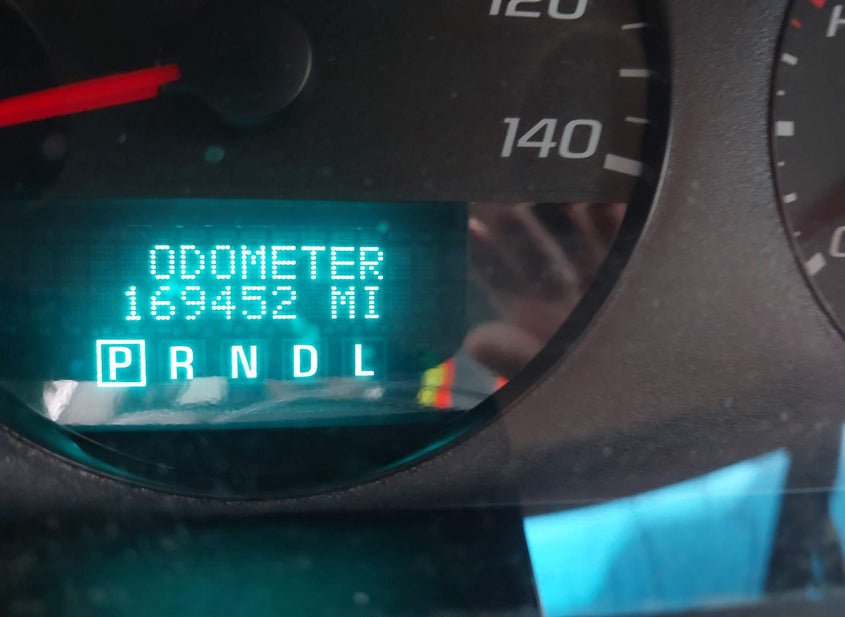 120
140
ODOMETER
169452 MI
P R N D L